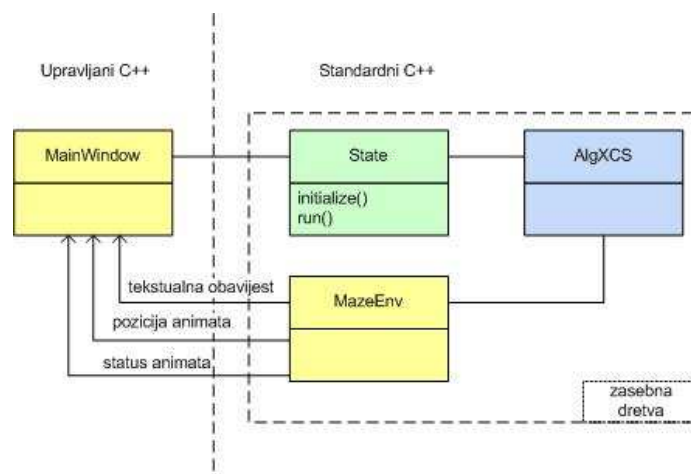 Upravljani C++
Standardni C++
MainWindow
State
AlgXCS
initialize()
run()
tekstualna obavijest
MazeEnv
pozicija animata
status animata
zasebna
dretva